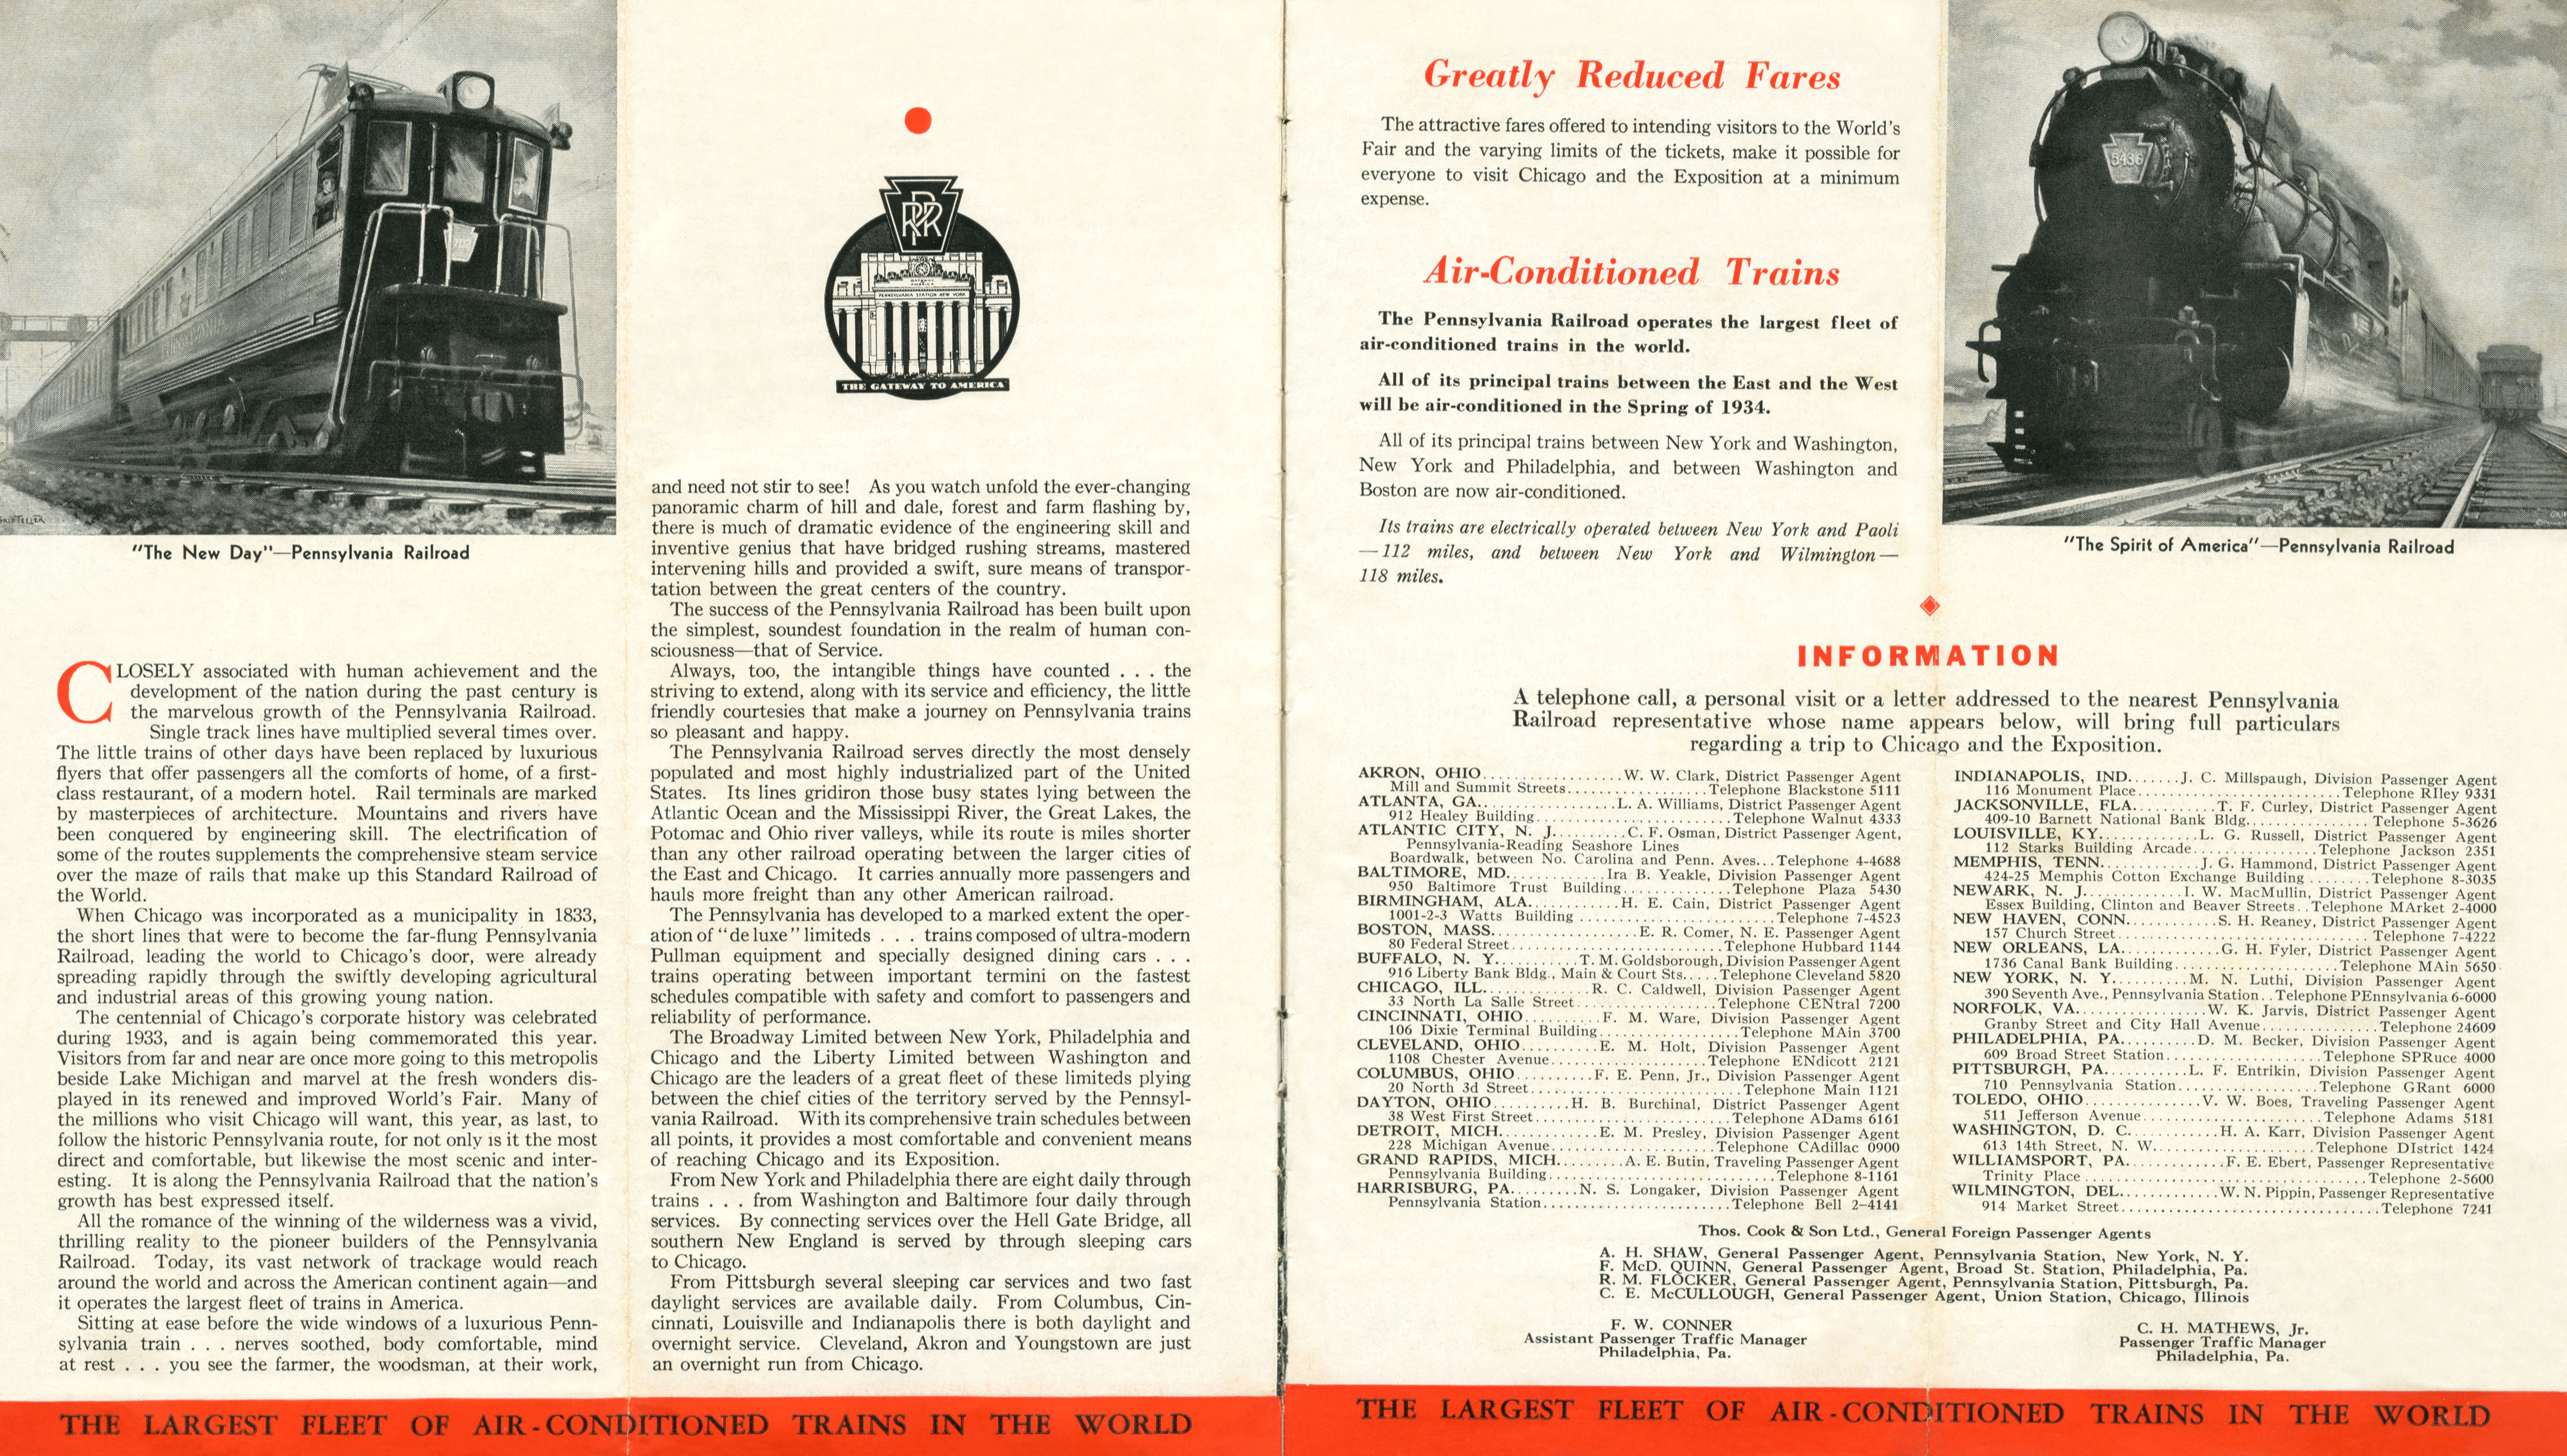 "The New Day"—Pennsylvania Railroad
CLOSELY associated with human achievement and the
development of the nation during the past century is
the marvelous growth of the Pennsylvania Railroad.
Single track lines have multiplied several times over.
The little trains of other days have been replaced by luxurious
flyers that offer passengers all the comforts of home, of a first-
class restaurant, of a modern hotel. Rail terminals are marked
by masterpieces of architecture. Mountains and rivers have
been conquered by engineering skill. The electrification of
some of the routes supplements the comprehensive steam service
over the maze of rails that make up this Standard Railroad of
the World.
When Chicago was incorporated as a municipality in 1833,
the short lines that were to become the far-flung Pennsylvania
Railroad, leading the world to Chicago's door, were already
spreading rapidly through the swiftly developing agricultural
and industrial areas of this growing young nation.
The centennial of Chicago's corporate history was celebrated
during 1933, and is again being commemorated this year.
Visitors from far and near are once more going to this metropolis
beside Lake Michigan and marvel at the fresh wonders dis-
played in its renewed and improved World's Fair. Many of
the millions who visit Chicago will want, this year, as last, to
follow the historic Pennsylvania route, for not only is it the most
direct and comfortable, but likewise the most scenic and inter-
esting. It is along the Pennsylvania Railroad that the nation's
growth has best expressed itself.
All the romance of the winning of the wilderness was a vivid,
thrilling reality to the pioneer builders of the Pennsylvania
Railroad. Today, its vast network of trackage would reach
around the world and across the American continent again—and
it operates the largest fleet of trains in America.
Sitting at ease before the wide windows of a luxurious Penn-
sylvania train . . . nerves soothed, body comfortable, mind
at rest . . . you see the farmer, the woodsman, at their work,
PRR
PENNSYLVANIA STATION NEW YORK
THE GATEWAY TO AMERICA
and need not stir to see! As you watch unfold the ever-changing
panoramic charm of hill and dale, forest and farm flashing by,
there is much of dramatic evidence of the engineering skill and
inventive genius that have bridged rushing streams, mastered
intervening hills and provided a swift, sure means of transpor-
tation between the great centers of the country.
The success of the Pennsylvania Railroad has been built upon
the simplest, soundest foundation in the realm of human con-
sciousness—that of Service.
Always, too, the intangible things have counted . . . the
striving to extend, along with its service and efficiency, the little
friendly courtesies that make a journey on Pennsylvania trains
so pleasant and happy.
The Pennsylvania Railroad serves directly the most densely
populated and most highly industrialized part of the United
States. Its lines gridiron those busy states lying between the
Atlantic Ocean and the Mississippi River, the Great Lakes, the
Potomac and Ohio river valleys, while its route is miles shorter
than any other railroad operating between the larger cities of
the East and Chicago. It carries annually more passengers and
hauls more freight than any other American railroad.
The Pennsylvania has developed to a marked extent the oper-
ation of "de luxe" limiteds . . . trains composed of ultra-modern
Pullman equipment and specially designed dining cars . . .
trains operating between important termini on the fastest
schedules compatible with safety and comfort to passengers and
reliability of performance.
The Broadway Limited between New York, Philadelphia and
Chicago and the Liberty Limited between Washington and
Chicago are the leaders of a great fleet of these limiteds plying
between the chief cities of the territory served by the Pennsyl-
vania Railroad. With its comprehensive train schedules between
all points, it provides a most comfortable and convenient means
of reaching Chicago and its Exposition.
From New York and Philadelphia there are eight daily through
trains . . . from Washington and Baltimore four daily through
services. By connecting services over the Hell Gate Bridge, all
southern New England is served by through sleeping cars
to Chicago.
From Pittsburgh several sleeping car services and two fast
daylight services are available daily. From Columbus, Cin-
cinnati, Louisville and Indianapolis there is both daylight and
overnight service. Cleveland, Akron and Youngstown are just
an overnight run from Chicago.
THE LARGEST FLEET OF AIR-CONDITIONED TRAINS IN THE WORLD
Greatly Reduced Fares
The attractive fares offered to intending visitors to the World's
Fair and the varying limits of the tickets, make it possible for
everyone to visit Chicago and the Exposition at a minimum
expense.
Air-Conditioned Trains
The Pennsylvania Railroad operates the largest fleet of
air-conditioned trains in the world.
All of its principal trains between the East and the West
will be air-conditioned in the Spring of 1934.
All of its principal trains between New York and Washington,
New York and Philadelphia, and between Washington and
Boston are now air-conditioned.
Its trains are electrically operated between New York and Paoli
—112 miles, and between New York and Wilmington—
118 miles.
5436
"The Spirit of America"—Pennsylvania Railroad
INFORMATION
A telephone call, a personal visit or a letter addressed to the nearest Pennsylvania
Railroad representative whose name appears below, will bring full particulars
regarding a trip to Chicago and the Exposition.
AKRON, OHIO.................W. W. Clark, District Passenger Agent
Mill and Summit Streets.................Telephone Blackstone 5111
ATLANTA, GA.................L. A. Williams, District Passenger Agent
912 Healey Building.................Telephone Walnut 4333
ATLANTIC CITY, N. J.........C. F. Osman, District Passenger Agent,
Pennsylvania-Reading Seashore Lines
Boardwalk, between No. Carolina and Penn. Aves...Telephone 4-4688
BALTIMORE, MD...........Ira B. Yeakle, Division Passenger Agent
950 Baltimore Trust Building.............Telephone Plaza 5430
BIRMINGHAM, ALA...........H. E. Cain, District Passenger Agent
1001-2-3 Watts Building .................Telephone 7-4523
BOSTON, MASS.................E. R. Comer, N. E. Passenger Agent
80 Federal Street.................Telephone Hubbard 1144
BUFFALO, N. Y..........T. M. Goldsborough, Division Passenger Agent
916 Liberty Bank Bldg., Main & Court Sts.....Telephone Cleveland 5820
CHICAGO, ILL.............R. C. Caldwell, Division Passenger Agent
33 North La Salle Street.................Telephone CENtral 7200
CINCINNATI, OHIO..........F. M. Ware, Division Passenger Agent
106 Dixie Terminal Building.................Telephone MAin 3700
CLEVELAND, OHIO..........E. M. Holt, Division Passenger Agent
1108 Chester Avenue.................Telephone ENdicott 2121
COLUMBUS, OHIO..........F. E. Penn, Jr., Division Passenger Agent
20 North 3d Street.................Telephone Main 1121
DAYTON, OHIO..........H. B. Burchinal, District Passenger Agent
38 West First Street.................Telephone ADams 6161
DETROIT, MICH............E. M. Presley, Division Passenger Agent
228 Michigan Avenue.................Telephone CAdillac 0900
GRAND RAPIDS, MICH........A. E. Butin, Traveling Passenger Agent
Pennsylvania Building.................Telephone 8-1161
HARRISBURG, PA........N. S. Longaker, Division Passenger Agent
Pennsylvania Station.................Telephone Bell 2-4141
INDIANAPOLIS, IND.......J. C. Millspaugh, Division Passenger Agent
116 Monument Place.................Telephone RIley 9331
JACKSONVILLE, FLA..........T. F. Curley, District Passenger Agent
409-10 Barnett National Bank Bldg.................Telephone 5-3626
LOUISVILLE, KY............L. G. Russell, District Passenger Agent
112 Starks Building Arcade.................Telephone Jackson 2351
MEMPHIS, TENN...........J. G. Hammond, District Passenger Agent
424-25 Memphis Cotton Exchange Building ........Telephone 8-3035
NEWARK, N. J...........I. W. MacMullin, District Passenger Agent
Essex Building, Clinton and Beaver Streets..Telephone MArket 2-4000
NEW HAVEN, CONN..........S. H. Reaney, District Passenger Agent
157 Church Street.................Telephone 7-4222
NEW ORLEANS, LA..........G. H. Fyler, District Passenger Agent
1736 Canal Bank Building.................Telephone MAin 5650
NEW YORK, N. Y..........M. N. Luthi, Division Passenger Agent
390 Seventh Ave., Pennsylvania Station..Telephone PEnnsylvania 6-6000
NORFOLK, VA.............W. K. Jarvis, District Passenger Agent
Granby Street and City Hall Avenue.............Telephone 24609
PHILADELPHIA, PA.........D. M. Becker, Division Passenger Agent
609 Broad Street Station.................Telephone SPRuce 4000
PITTSBURGH, PA..........L. F. Entrikin, Division Passenger Agent
710 Pennsylvania Station.................Telephone GRant 6000
TOLEDO, OHIO.............V. W. Boes, Traveling Passenger Agent
511 Jefferson Avenue.................Telephone Adams 5181
WASHINGTON, D. C..........H. A. Karr, Division Passenger Agent
613 14th Street, N. W.................Telephone DIstrict 1424
WILLIAMSPORT, PA..........F. E. Ebert, Passenger Representative
Trinity Place.................Telephone 2-5600
WILMINGTON, DEL..........W. N. Pippin, Passenger Representative
914 Market Street.................Telephone 7241
Thos. Cook & Son Ltd., General Foreign Passenger Agents
A. H. SHAW, General Passenger Agent, Pennsylvania Station, New York, N. Y.
F. McD. QUINN, General Passenger Agent, Broad St. Station, Philadelphia, Pa.
R. M. FLOCKER, General Passenger Agent, Pennsylvania Station, Pittsburgh, Pa.
C. E. McCULLOUGH, General Passenger Agent, Union Station, Chicago, Illinois
F. W. CONNER
Assistant Passenger Traffic Manager
Philadelphia, Pa.
C. H. MATHEWS, Jr.
Passenger Traffic Manager
Philadelphia, Pa.
THE LARGEST FLEET OF AIR-CONDITIONED TRAINS IN THE WORLD